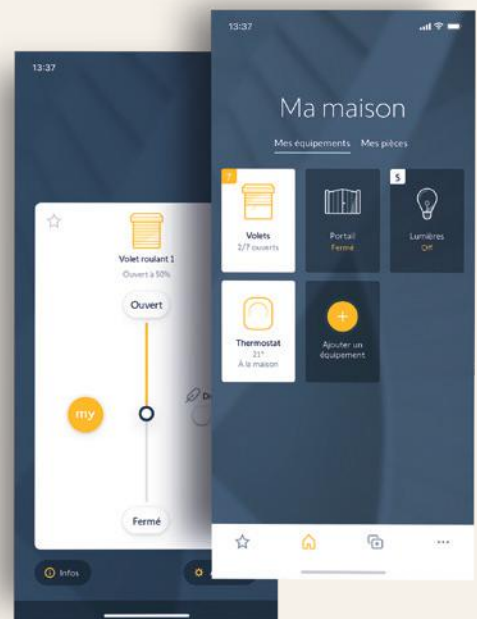 13:37
Volet roulant 1
Ouvert à 50%
Ouvert
my
Fermé
Infos
13:37
Ma maison
Mes équipements
Mes pièces
7
Volets
2/7 ouverts
Portail
Fermé
5
Lumières
Off
Thermostat
21°
À la maison
Ajouter un
équipement